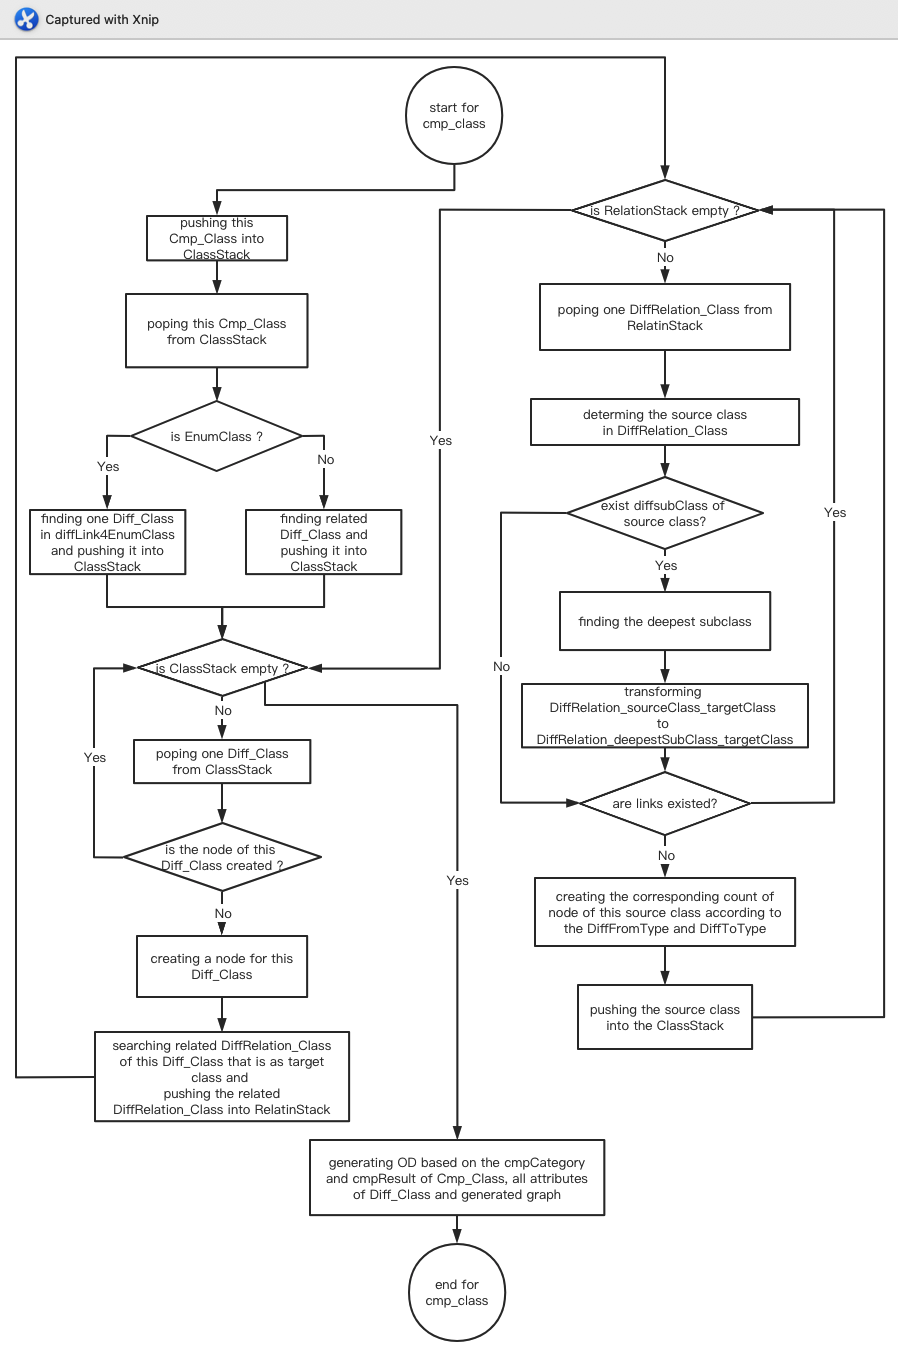 Captured with Xnip
start for
cmp_class
pushing this
Cmp_Class into
ClassStack
poping this Cmp_Class
from ClassStack
is EnumClass ?
Yes
No
finding one Diff_Class
in diffLink4EnumClass
and pushing it into
ClassStack
finding related
Diff_Class and
pushing it into
ClassStack
is ClassStack empty ?
No
Yes
poping one Diff_Class
from ClassStack
is the node of this
Diff_Class created ?
Yes
No
creating a node for this
Diff_Class
searching related DiffRelation_Class
of this Diff_Class that is as target
class and
pushing the related
DiffRelation_Class into RelatinStack
is RelationStack empty ?
Yes
No
poping one DiffRelation_Class from
RelatinStack
determing the source class
in DiffRelation_Class
exist diffsubClass of
source class?
No
Yes
finding the deepest subclass
transforming
DiffRelation_sourceClass_targetClass
to
DiffRelation_deepestSubClass_targetClass
are links existed?
Yes
No
creating the corresponding count of
node of this source class according to
the DiffFromType and DiffToType
pushing the source class
into the ClassStack
generating OD based on the cmpCategory
and cmpResult of Cmp_Class, all attributes
of Diff_Class and generated graph
end for
cmp_class